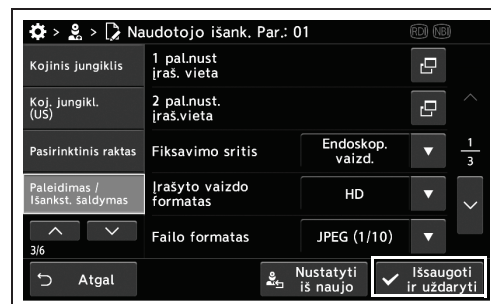 > > Naudotojo išank. Par.: 01 RDI NBI
Kojinis jungiklis
Koj. jungikl.
(US)
Pasirinktinis raktas
Paleidimas /
Išankst. šaldymas
3/6
1 pal.nust
įraš. vieta
2 pal.nust.
įraš.vieta
Fiksavimo sritis
Endoskop.
vaizd.
Įrašyto vaizdo
formatas
HD
Failo formatas
JPEG (1/10)
1
3
Atgal
Nustatyti
iš naujo
Išsaugoti
ir uždaryti